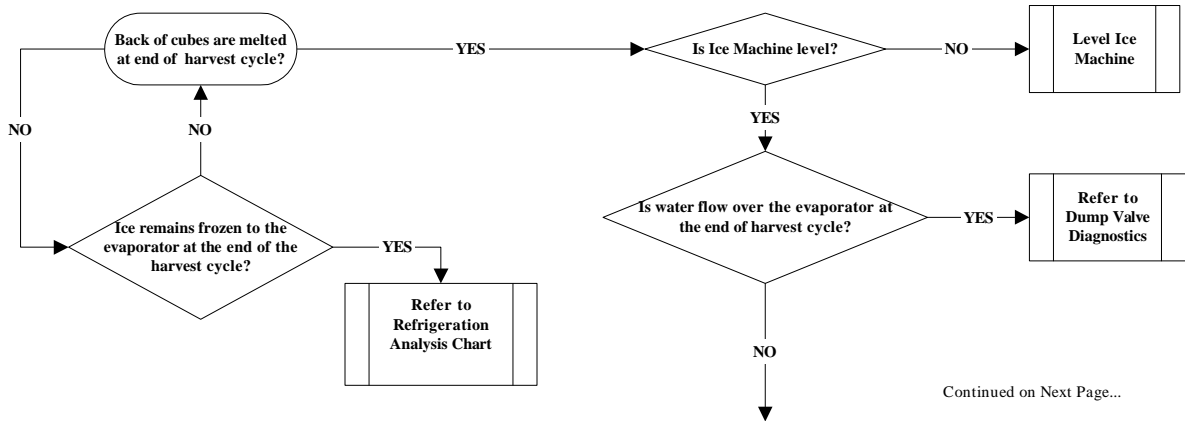 Back of cubes are melted
at end of harvest cycle?
YES
Is Ice Machine level?
NO
Level Ice
Machine
NO
NO
YES
Ice remains frozen to the
evaporator at the end of the
harvest cycle?
YES
Refer to
Refrigeration
Analysis Chart
Is water flow over the evaporator at
the end of harvest cycle?
YES
Refer to
Dump Valve
Diagnostics
NO
Continued on Next Page...